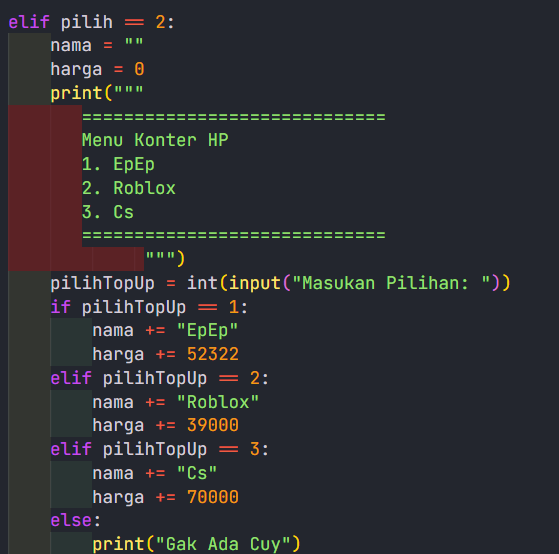 elif pilih == 2:
nama = ""
harga = 0
print("""
=============================
Menu Konter HP
1. EpEp
2. Roblox
3. Cs
=============================
""")
pilihTopUp = int(input("Masukan Pilihan: "))
if pilihTopUp == 1:
nama += "EpEp"
harga += 52322
elif pilihTopUp == 2:
nama += "Roblox"
harga += 39000
elif pilihTopUp == 3:
nama += "Cs"
harga += 70000
else:
print("Gak Ada Cuy")